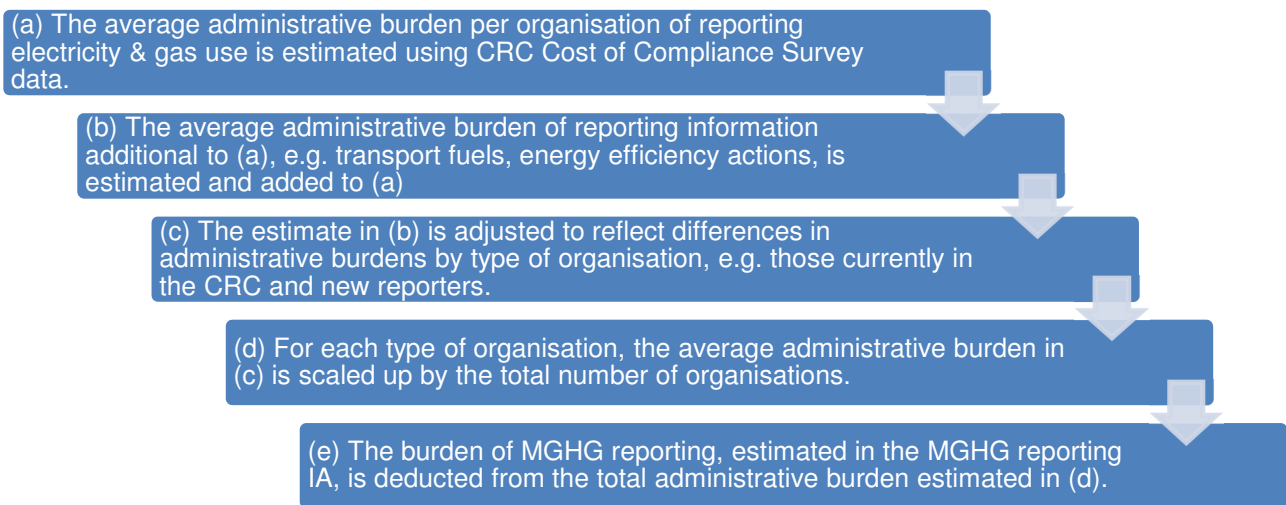 (a) The average administrative burden per organisation of reporting
electricity & gas use is estimated using CRC Cost of Compliance Survey
data.
(b) The average administrative burden of reporting information
additional to (a), e.g. transport fuels, energy efficiency actions, is
estimated and added to (a)
(c) The estimate in (b) is adjusted to reflect differences in
administrative burdens by type of organisation, e.g. those currently in
the CRC and new reporters.
(d) For each type of organisation, the average administrative burden in
(c) is scaled up by the total number of organisations.
(e) The burden of MGHG reporting, estimated in the MGHG reporting
IA, is deducted from the total administrative burden estimated in (d).